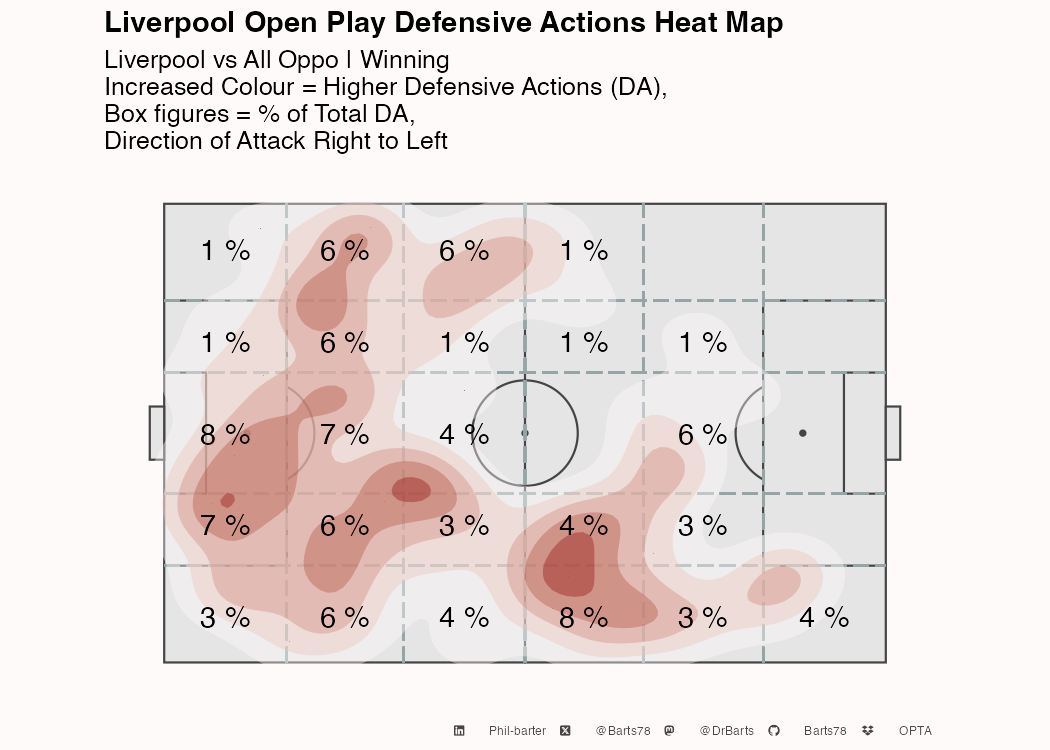 Liverpool Open Play Defensive Actions Heat Map
Liverpool vs All Oppo | Winning
Increased Colour = Higher Defensive Actions (DA),
Box figures = % of Total DA,
Direction of Attack Right to Left
1 % 6 % 6 % 1 %
1 % 6 % 1 % 1 % 1 %
8 % 7 % 4 % 6 %
7 % 6 % 3 % 4 % 3 %
3 % 6 % 4 % 8 % 3 % 4 %
Phil-barter @Barts78 @DrBarts Barts78 OPTA